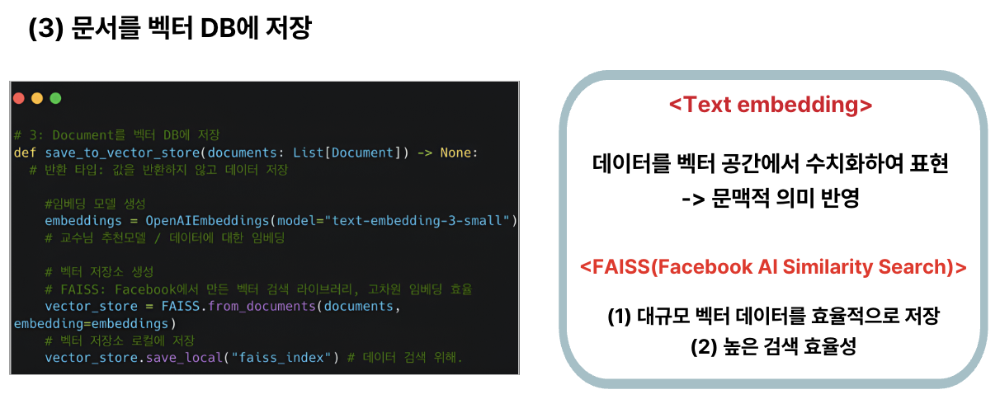 (3) 문서를 벡터 DB에 저장
# 3: Document를 벡터 DB에 저장
def save_to_vector_store(documents: List[Document]) -> None:
# 반환 타입: 값을 반환하지 않고 데이터 저장
#임베딩 모델 생성
embeddings = OpenAIEmbeddings(model="text-embedding-3-small")
# 교수님 추천모델 / 데이터에 대한 임베딩
# 벡터 저장소 생성
# FAISS: Facebook에서 만든 벡터 검색 라이브러리, 고차원 임베딩 효율
vector_store = FAISS.from_documents(documents,
embedding=embeddings)
# 벡터 저장소 로컬에 저장
vector_store.save_local("faiss_index") # 데이터 검색 위해.
<Text embedding>
데이터를 벡터 공간에서 수치화하여 표현
-> 문맥적 의미 반영
<FAISS(Facebook AI Similarity Search)>
(1) 대규모 벡터 데이터를 효율적으로 저장
(2) 높은 검색 효율성